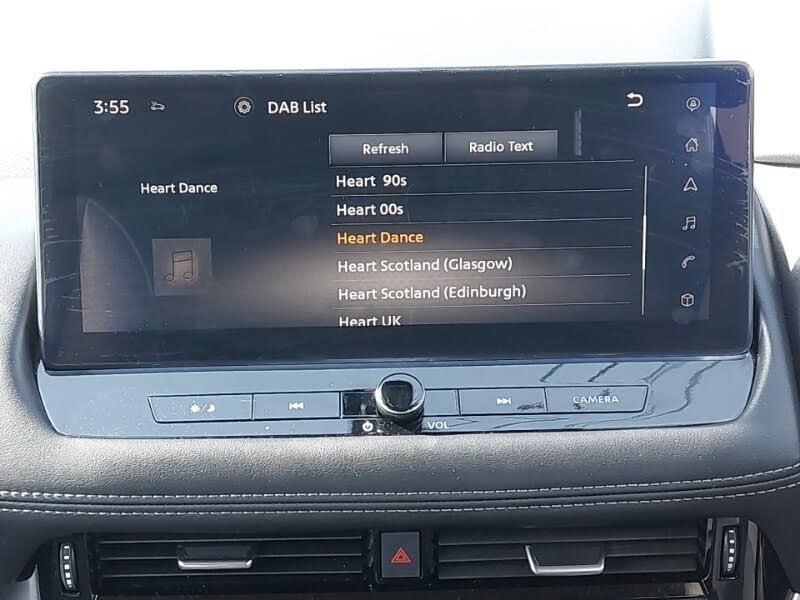 3:55 DAB List
Refresh Radio Text
Heart Dance
Heart 90s
Heart 00s
Heart Dance
Heart Scotland (Glasgow)
Heart Scotland (Edinburgh)
Heart UK
CAMERA
VOL